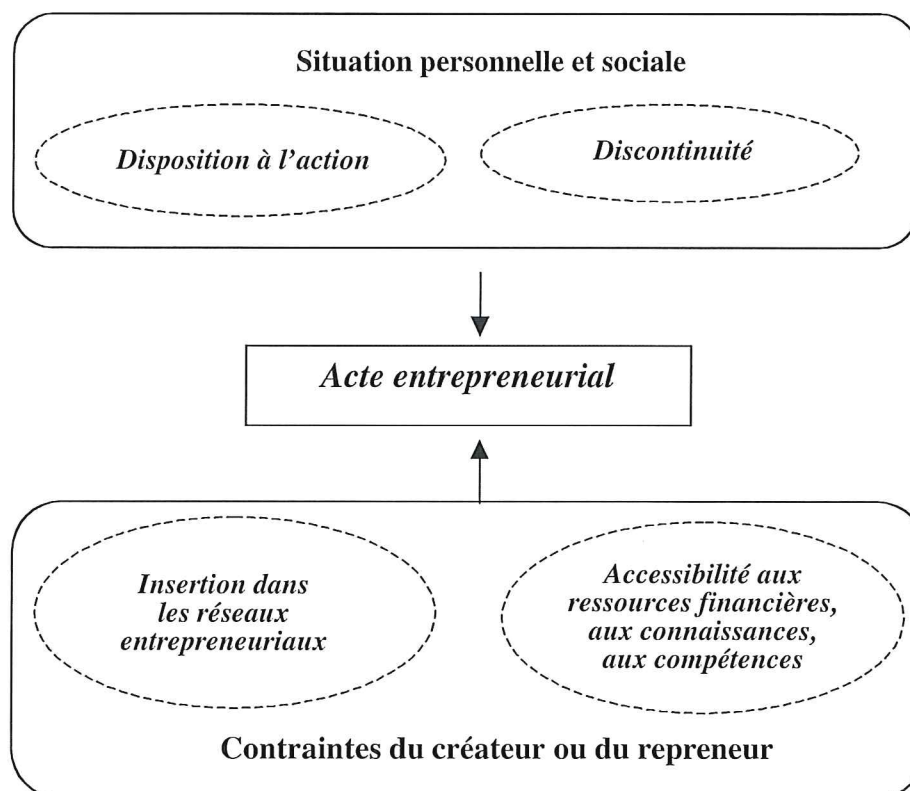 Situation personnelle et sociale
Disposition à l'action
Discontinuité
Acte entrepreneurial
Insertion dans
les réseaux
entrepreneuriaux
Accessibilité aux
ressources financières,
aux connaissances,
aux compétences
Contraintes du créateur ou du repreneur